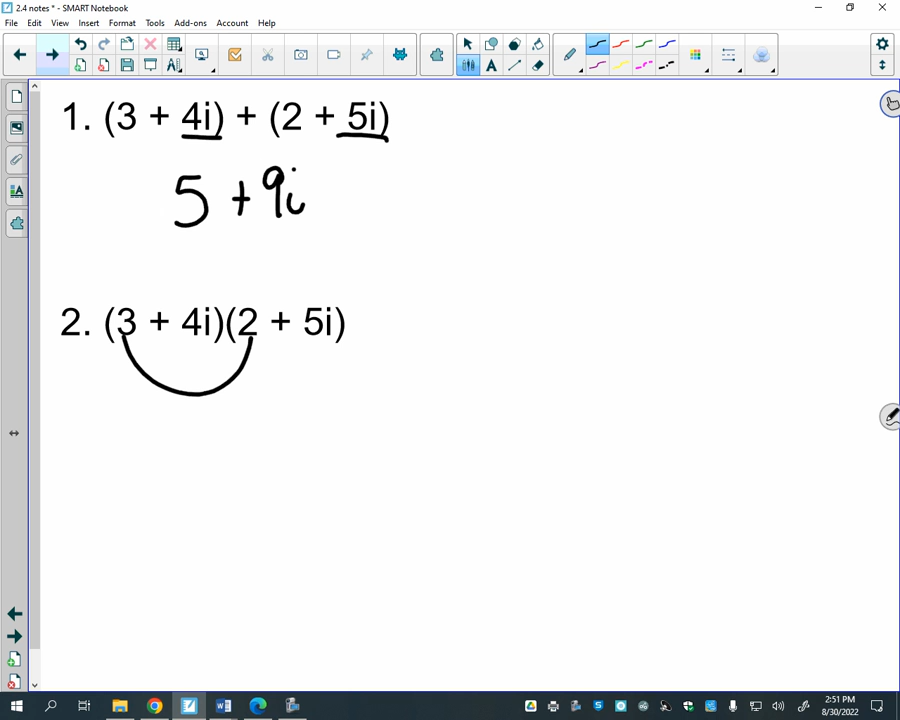 2.4 notes * - SMART Notebook
File Edit View Insert Format Tools Add-ons Account Help
1. (3 + 4i) + (2 + 5i)
5 + 9i
2. (3 + 4i)(2 + 5i)
2:51 PM
8/30/2022